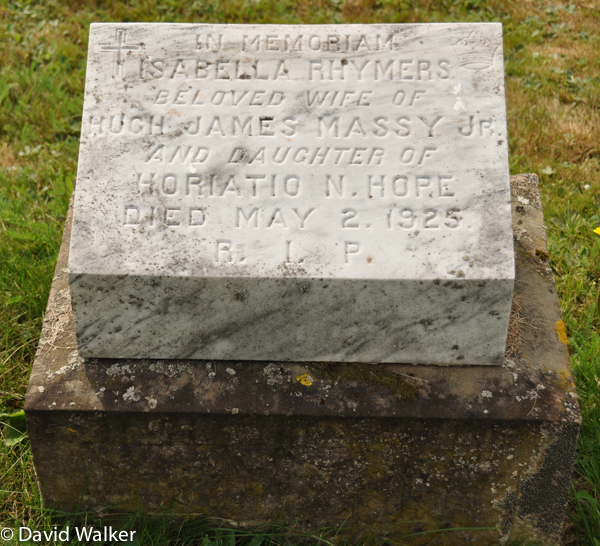 IN MEMORIAM
ISABELLA RHYMERS
BELOVED WIFE OF
HUGH JAMES MASSY JR.
AND DAUGHTER OF
HORIATIO N. HOPE
DIED MAY 2. 1925.
R. I. P
© David Walker